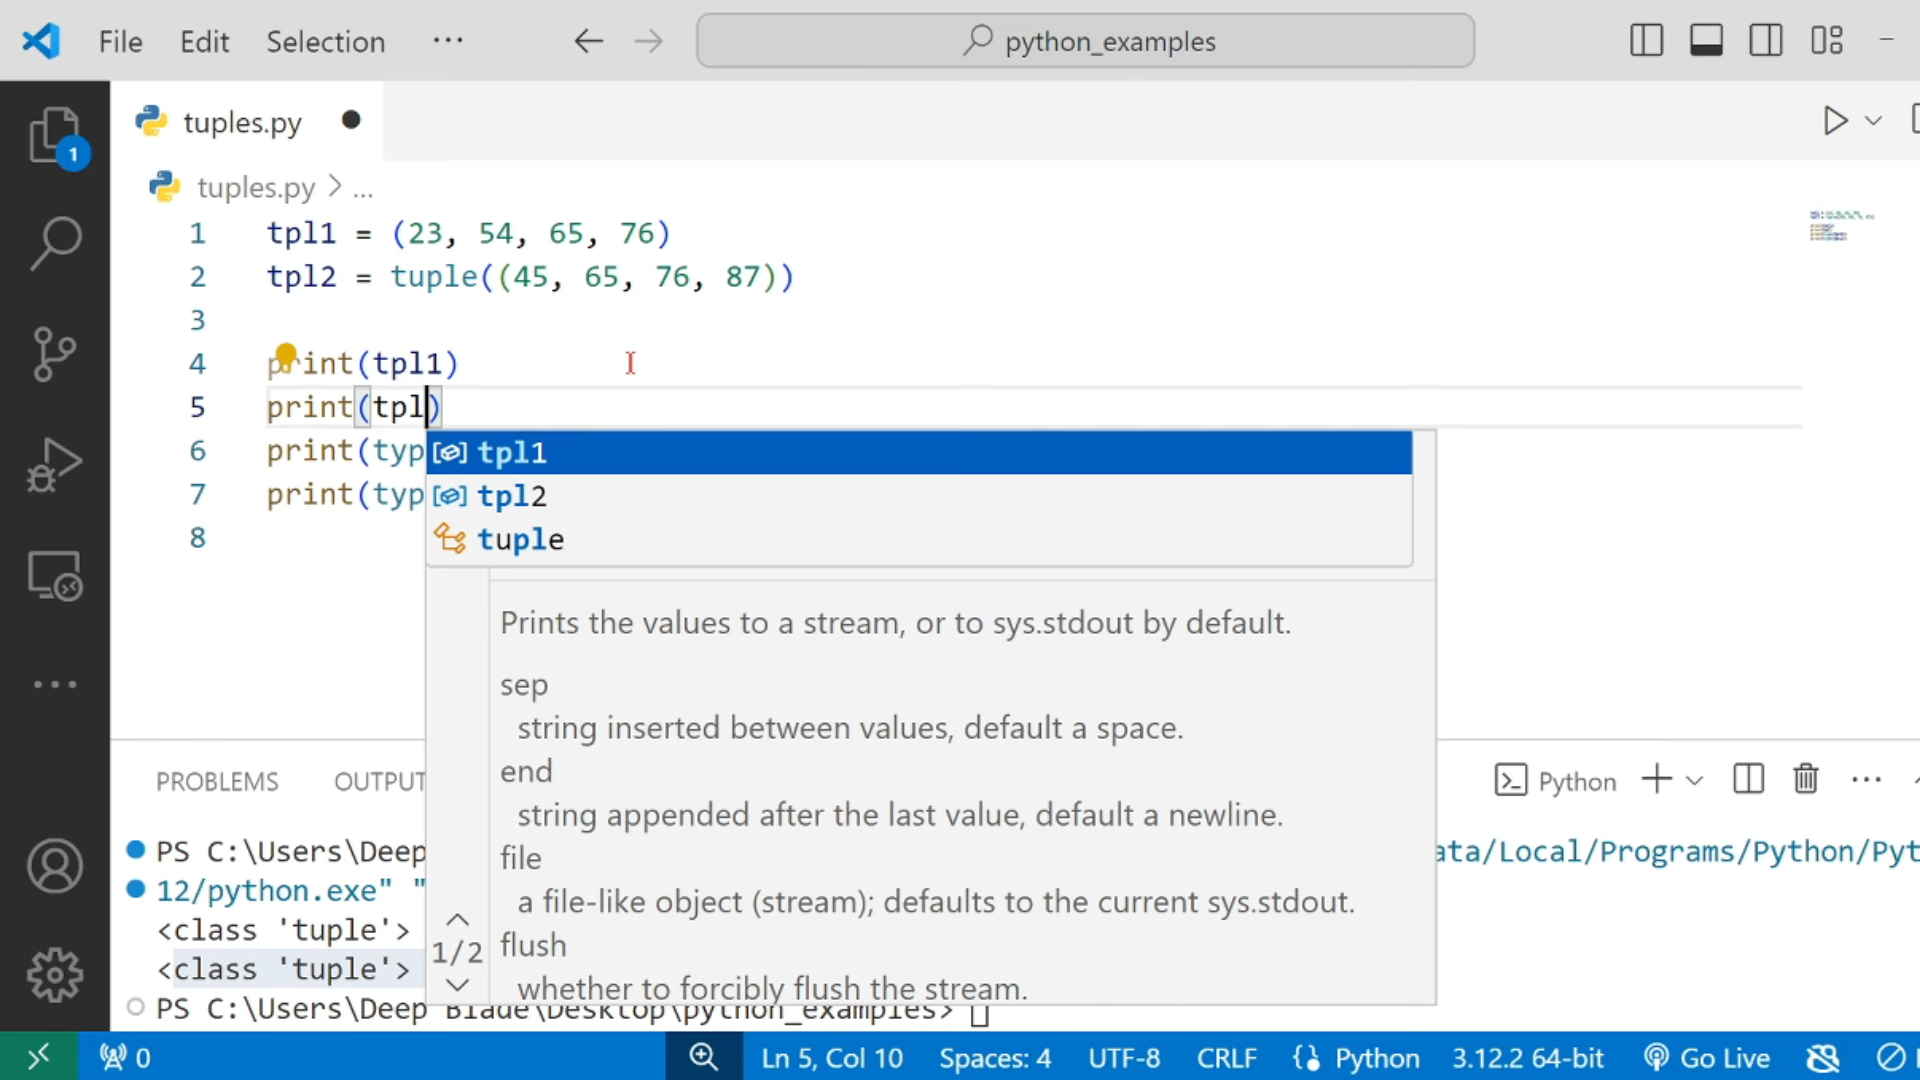 File Edit Selection ··· python_examples
tuples.py
tuples.py > ...
1 tpl1 = (23, 54, 65, 76)
2 tpl2 = tuple((45, 65, 76, 87))
3
4 print(tpl1)
5 print(tpl)
6 print(typ
7 print(typ
8
tpl1
tpl2
tuple
Prints the values to a stream, or to sys.stdout by default.
sep
string inserted between values, default a space.
end
string appended after the last value, default a newline.
file
a file-like object (stream); defaults to the current sys.stdout.
flush
whether to forcibly flush the stream.
1/2
1
PROBLEMS OUTPUT Python
PS C:\Users\Deep ata/Local/Programs/Python/Pyt
12/python.exe" "
<class 'tuple'>
<class 'tuple'>
PS C:\Users\Deep Blade\Desktop\python_examples>
0 Ln 5, Col 10 Spaces: 4 UTF-8 CRLF Python 3.12.2 64-bit Go Live